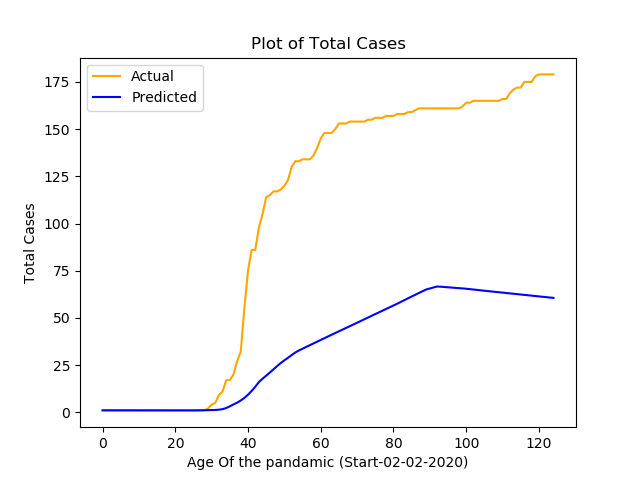 Plot of Total Cases
Actual
Predicted
175
150
125
100
75
50
25
0
Total Cases
0 20 40 60 80 100 120
Age Of the pandamic (Start-02-02-2020)